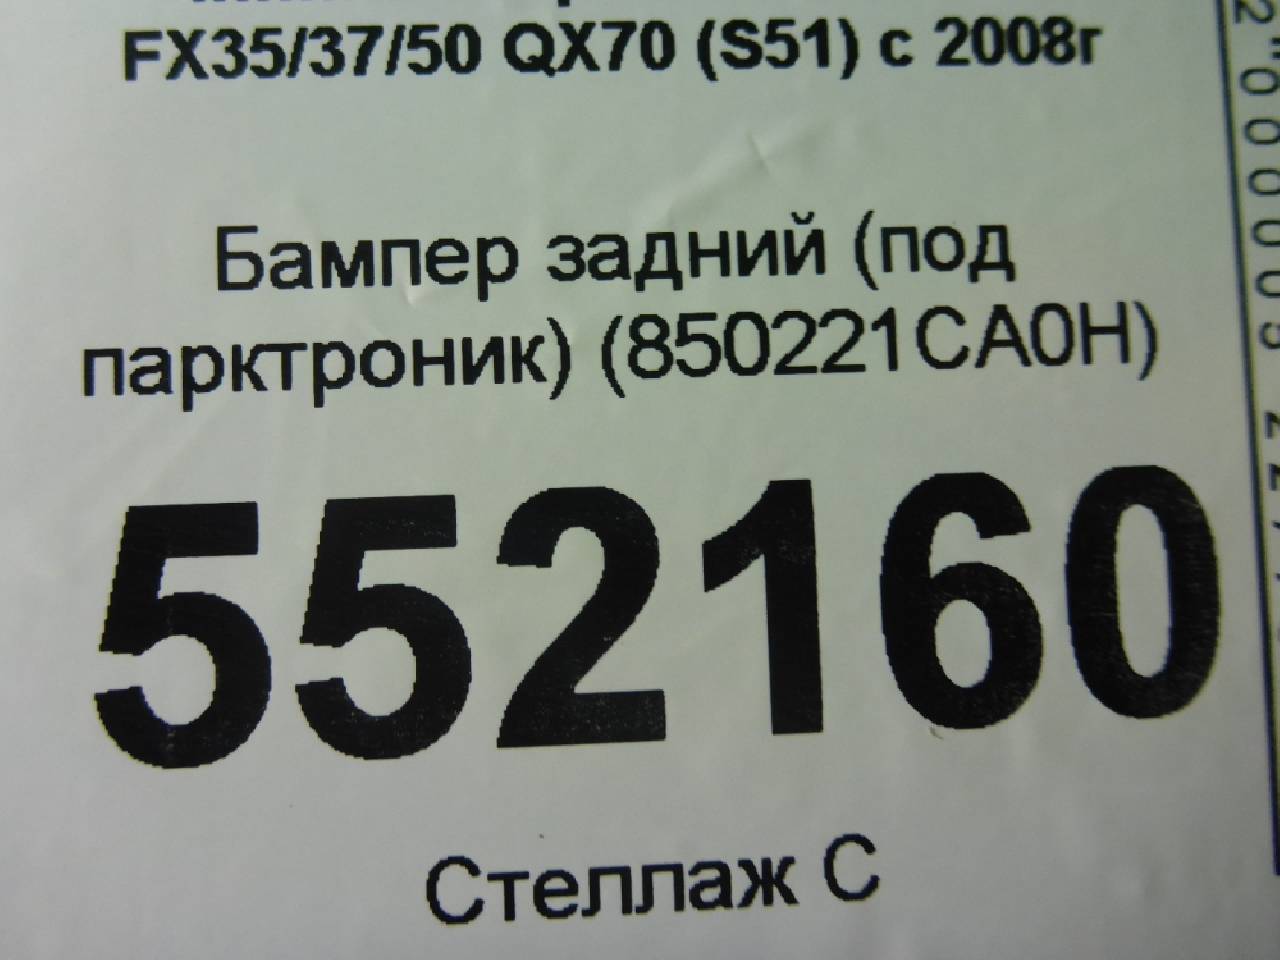 FX35/37/50 QX70 (S51) с 2008г
Бампер задний (под
парктроник) (850221CA0H)
552160
Стеллаж С